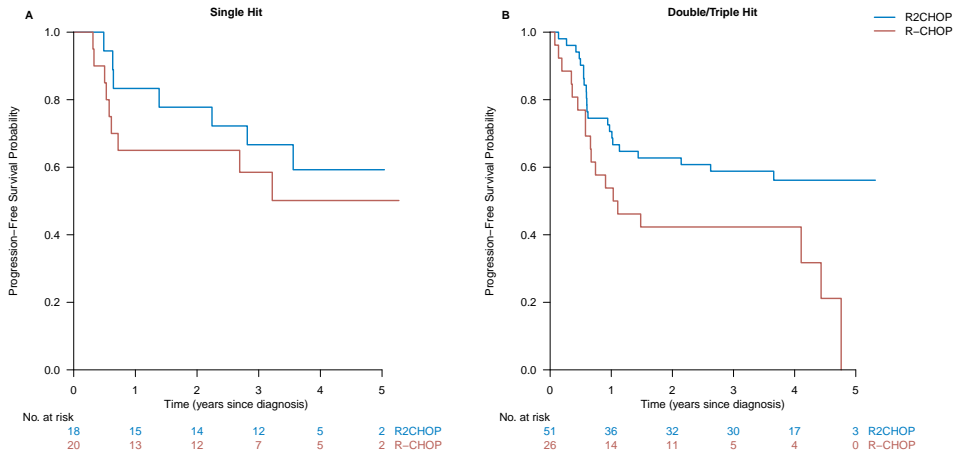 A
Single Hit
Progression–Free Survival Probability
1.0
0.8
0.6
0.4
0.2
0.0
0 1 2 3 4 5
Time (years since diagnosis)
No. at risk
18 15 14 12 5 2 R2CHOP
20 13 12 7 5 2 R–CHOP
B
Double/Triple Hit
R2CHOP
R–CHOP
Progression–Free Survival Probability
1.0
0.8
0.6
0.4
0.2
0.0
0 1 2 3 4 5
Time (years since diagnosis)
No. at risk
51 36 32 30 17 3 R2CHOP
26 14 11 5 4 0 R–CHOP